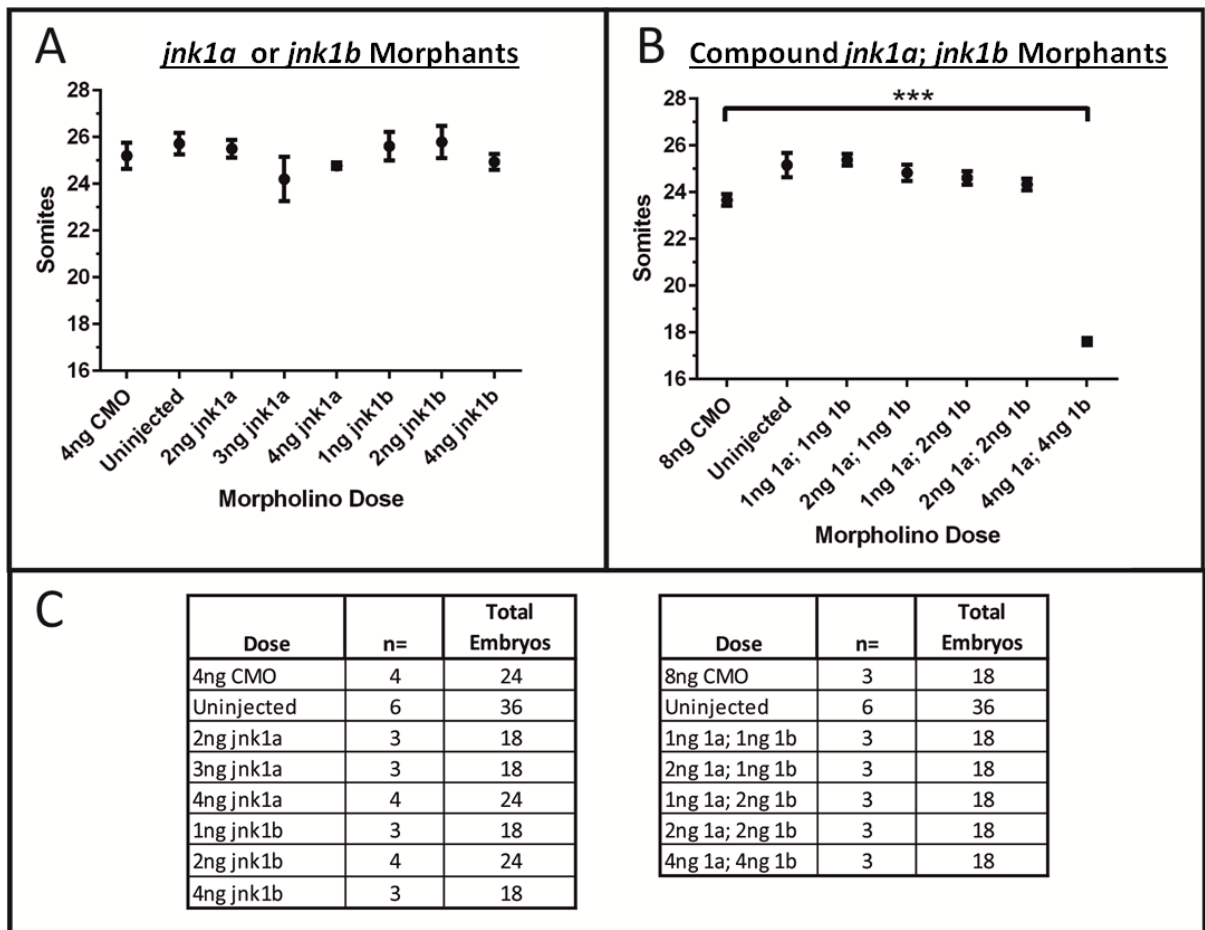 A
jnk1a or jnk1b Morphants
28
26
24
22
20
18
16
Somites
4ng CMO
Uninjected
2ng jnk1a
3ng jnk1a
4ng jnk1a
1ng jnk1b
2ng jnk1b
4ng jnk1b
Morpholino Dose
B
Compound jnk1a; jnk1b Morphants
***
28
26
24
22
20
18
16
Somites
8ng CMO
Uninjected
1ng 1a; 1ng 1b
2ng 1a; 1ng 1b
1ng 1a; 2ng 1b
2ng 1a; 2ng 1b
4ng 1a; 4ng 1b
Morpholino Dose
C
Dose n= Total Embryos
4ng CMO 4 24
Uninjected 6 36
2ng jnk1a 3 18
3ng jnk1a 3 18
4ng jnk1a 4 24
1ng jnk1b 3 18
2ng jnk1b 4 24
4ng jnk1b 3 18
Dose n= Total Embryos
8ng CMO 3 18
Uninjected 6 36
1ng 1a; 1ng 1b 3 18
2ng 1a; 1ng 1b 3 18
1ng 1a; 2ng 1b 3 18
2ng 1a; 2ng 1b 3 18
4ng 1a; 4ng 1b 3 18